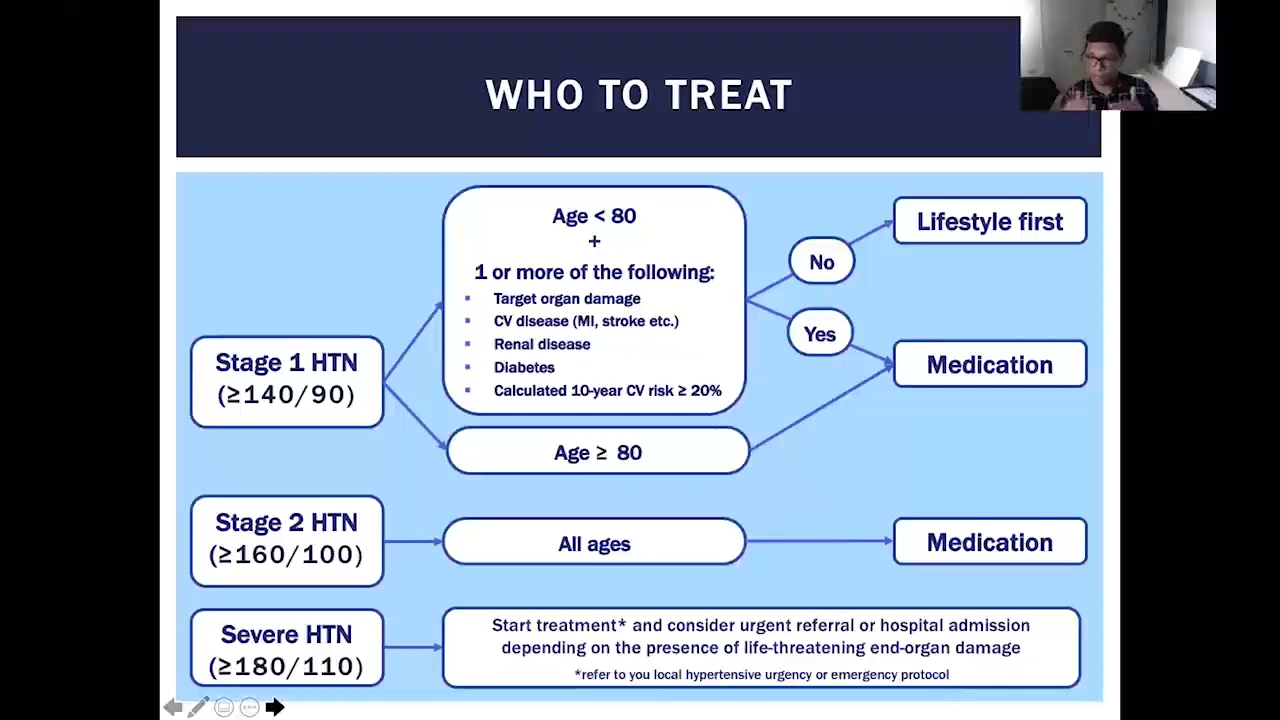 WHO TO TREAT
Stage 1 HTN
(≥140/90)
Age < 80
+
1 or more of the following:
▪ Target organ damage
▪ CV disease (MI, stroke etc.)
▪ Renal disease
▪ Diabetes
▪ Calculated 10-year CV risk ≥ 20%
No
Lifestyle first
Yes
Medication
Age ≥ 80
Stage 2 HTN
(≥160/100)
All ages
Medication
Severe HTN
(≥180/110)
Start treatment* and consider urgent referral or hospital admission
depending on the presence of life-threatening end-organ damage
*refer to you local hypertensive urgency or emergency protocol